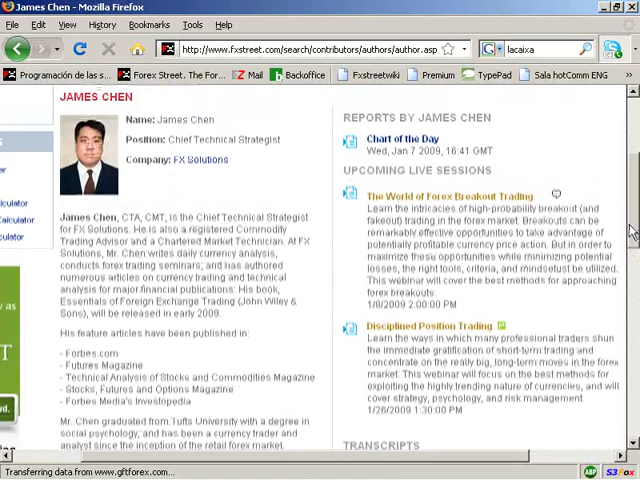 James Chen - Mozilla Firefox
File Edit View History Bookmarks Tools Help
http://www.fxstreet.com/search/contributors/authors/author.asp
G lacaixa
Programación de las s... Forex Street. The For... Mail Backoffice Fxstreetwiki Premium TypePad Sala hotComm ENG
JAMES CHEN
Name: James Chen
Position: Chief Technical Strategist
Company: FX Solutions
James Chen, CTA, CMT, is the Chief Technical Strategist
for FX Solutions. He is also a registered Commodity
Trading Advisor and a Chartered Market Technician. At FX
Solutions, Mr. Chen writes daily currency analysis,
conducts forex trading seminars, and has authored
numerous articles on currency trading and technical
analysis for major financial publications. His book,
Essentials of Foreign Exchange Trading (John Wiley &
Sons), will be released in early 2009.
His feature articles have been published in:
- Forbes.com
- Futures Magazine
- Technical Analysis of Stocks and Commodities Magazine
- Stocks, Futures and Options Magazine
- Forbes Media's Investopedia
Mr. Chen graduated from Tufts University with a degree in
social psychology, and has been a currency trader and
analyst since the inception of the retail forex market.
REPORTS BY JAMES CHEN
Chart of the Day
Wed, Jan 7 2009, 16:41 GMT
UPCOMING LIVE SESSIONS
The World of Forex Breakout Trading
Learn the intricacies of high-probability breakout (and
fakeout) trading in the forex market. Breakouts can be
remarkably effective opportunities to take advantage of
potentially profitable currency price action. But in order to
maximize these opportunities while minimizing potential
losses, the right tools, criteria, and mindsetust be utilized.
This webinar will cover the best methods for approaching
forex breakouts.
1/8/2009 2:00:00 PM
Disciplined Position Trading
Learn the ways in which many professional traders shun
the immediate gratification of short-term trading and
concentrate on the really big, long-term moves in the forex
market. This webinar will focus on the best methods for
exploiting the highly trending nature of currencies, and will
cover strategy, psychology, and risk management.
1/26/2009 1:30:00 PM
TRANSCRIPTS
Transferring data from www.gftforex.com...
ABP S3Fox